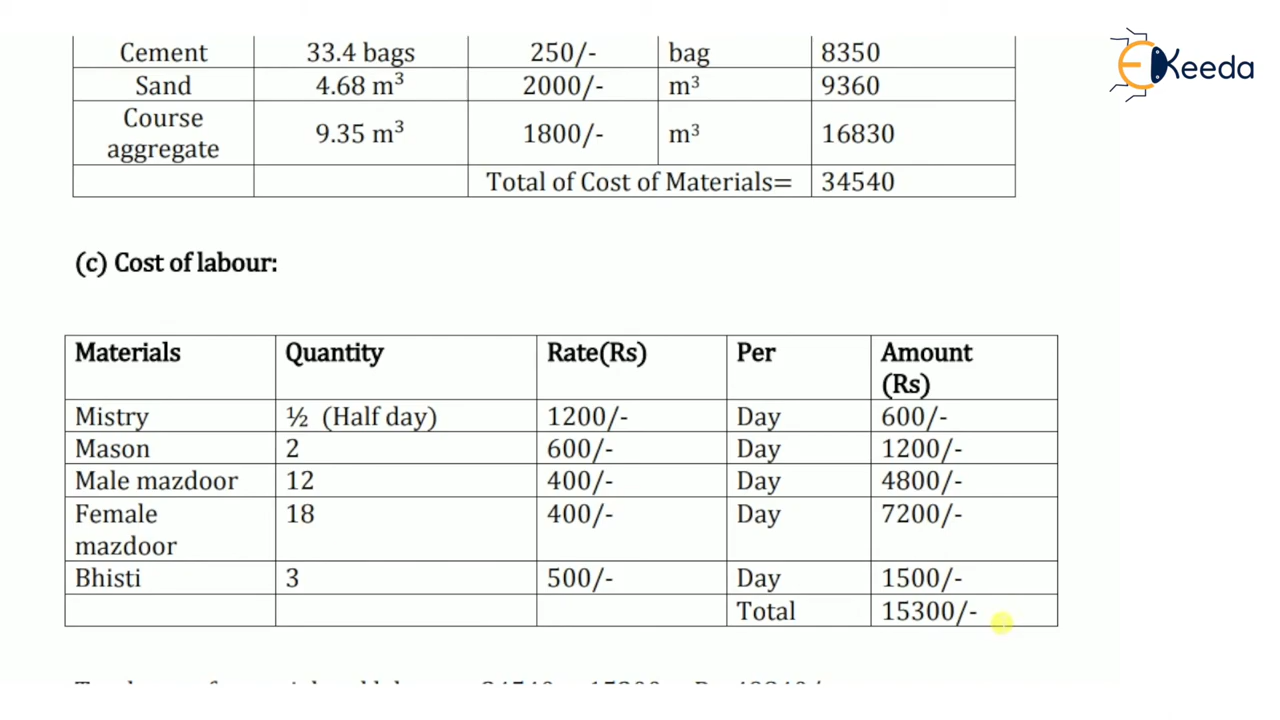 Cement 33.4 bags 250/- bag 8350
Sand 4.68 m³ 2000/- m³ 9360
Course
aggregate 9.35 m³ 1800/- m³ 16830
Total of Cost of Materials= 34540
Keeda
(c) Cost of labour:
Materials Quantity Rate(Rs) Per Amount
(Rs)
Mistry ½ (Half day) 1200/- Day 600/-
Mason 2 600/- Day 1200/-
Male mazdoor 12 400/- Day 4800/-
Female 18 400/- Day 7200/-
mazdoor
Bhisti 3 500/- Day 1500/-
Total 15300/-